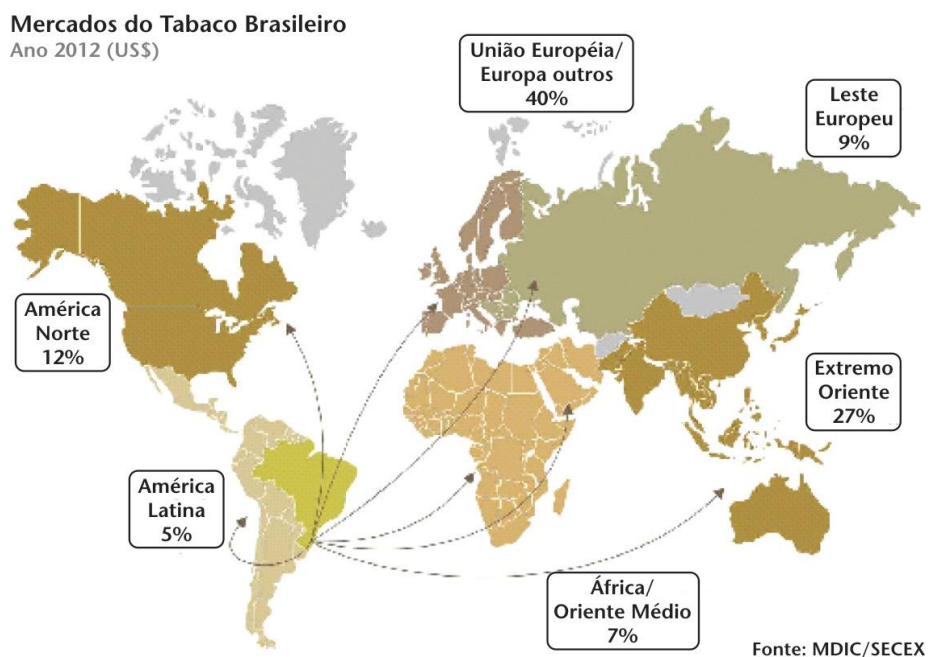 Mercados do Tabaco Brasileiro
Ano 2012 (US$)
União Européia/
Europa outros
40%
Leste
Europeu
9%
América
Norte
12%
Extremo
Oriente
27%
América
Latina
5%
África/
Oriente Médio
7%
Fonte: MDIC/SECEX